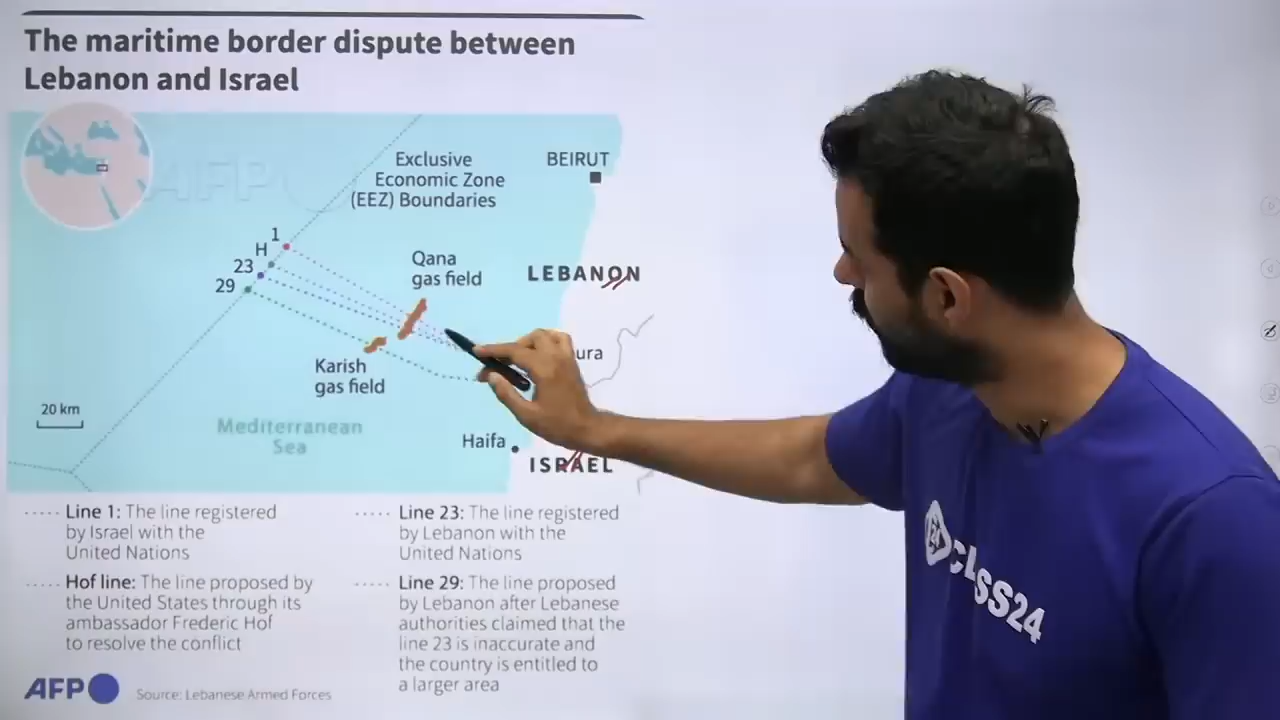 The maritime border dispute between
Lebanon and Israel
AFP
Exclusive
Economic Zone
(EEZ) Boundaries
BEIRUT
1
H
23
29
Qana
gas field
LEBANON
Karish
gas field
ura
20 km
Mediterranean
Sea
Haifa
ISRAEL
Line 1: The line registered
by Israel with the
United Nations
Hof line: The line proposed by
the United States through its
ambassador Frederic Hof
to resolve the conflict
Line 23: The line registered
by Lebanon with the
United Nations
Line 29: The line proposed
by Lebanon after Lebanese
authorities claimed that the
line 23 is inaccurate and
the country is entitled to
a larger area
AFP
Source: Lebanese Armed Forces
CLSS24